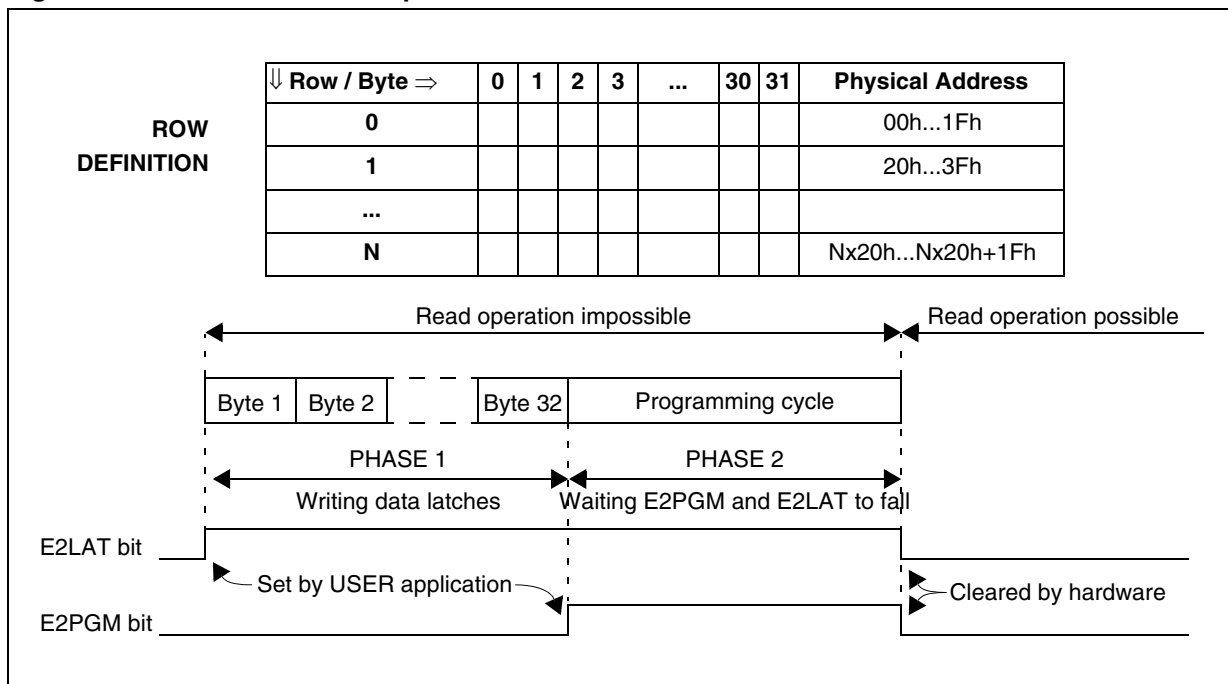 ⇓ Row / Byte ⇒ 0 1 2 3 ... 30 31 Physical Address
ROW
DEFINITION
0 00h...1Fh
1 20h...3Fh
...
N Nx20h...Nx20h+1Fh
Read operation impossible
Read operation possible
Byte 1 Byte 2 Byte 32 Programming cycle
PHASE 1 PHASE 2
Writing data latches Waiting E2PGM and E2LAT to fall
E2LAT bit
Set by USER application
Cleared by hardware
E2PGM bit